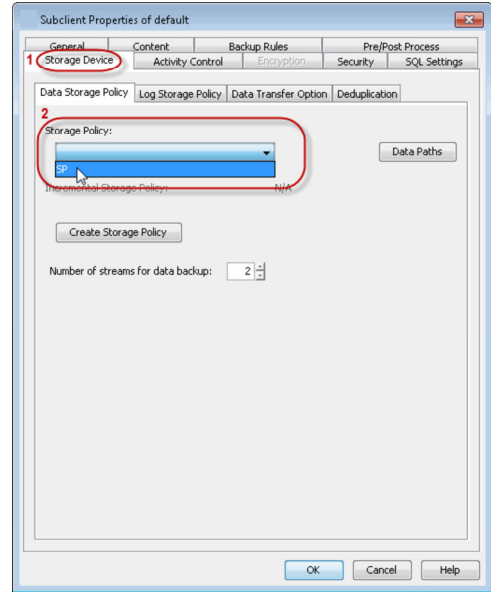 Subclient Properties of default
General Content Backup Rules Pre/Post Process
1 Storage Device Activity Control Encryption Security SQL Settings
Data Storage Policy Log Storage Policy Data Transfer Option Deduplication
2
Storage Policy:
Data Paths
SP
Incremental Storage Policy: N/A
Create Storage Policy
Number of streams for data backup: 2
OK Cancel Help